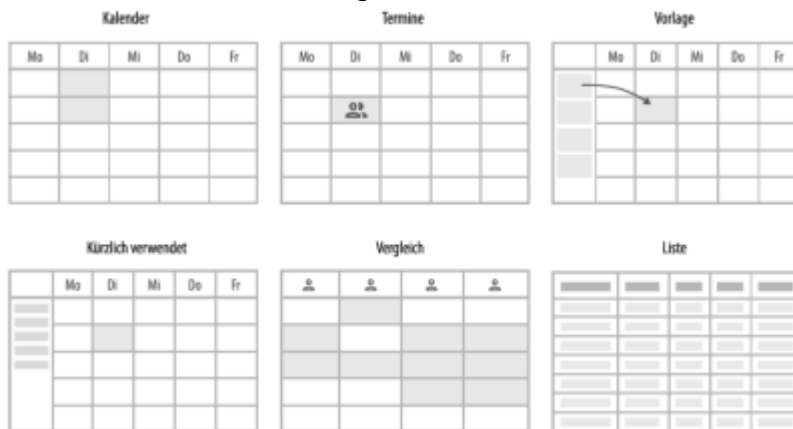 Kalender
Termine
Vorlage
Mo Di Mi Do Fr
Mo Di Mi Do Fr
Mo Di Mi Do Fr
Kürzlich verwendet
Vergleich
Liste
Mo Di Mi Do Fr